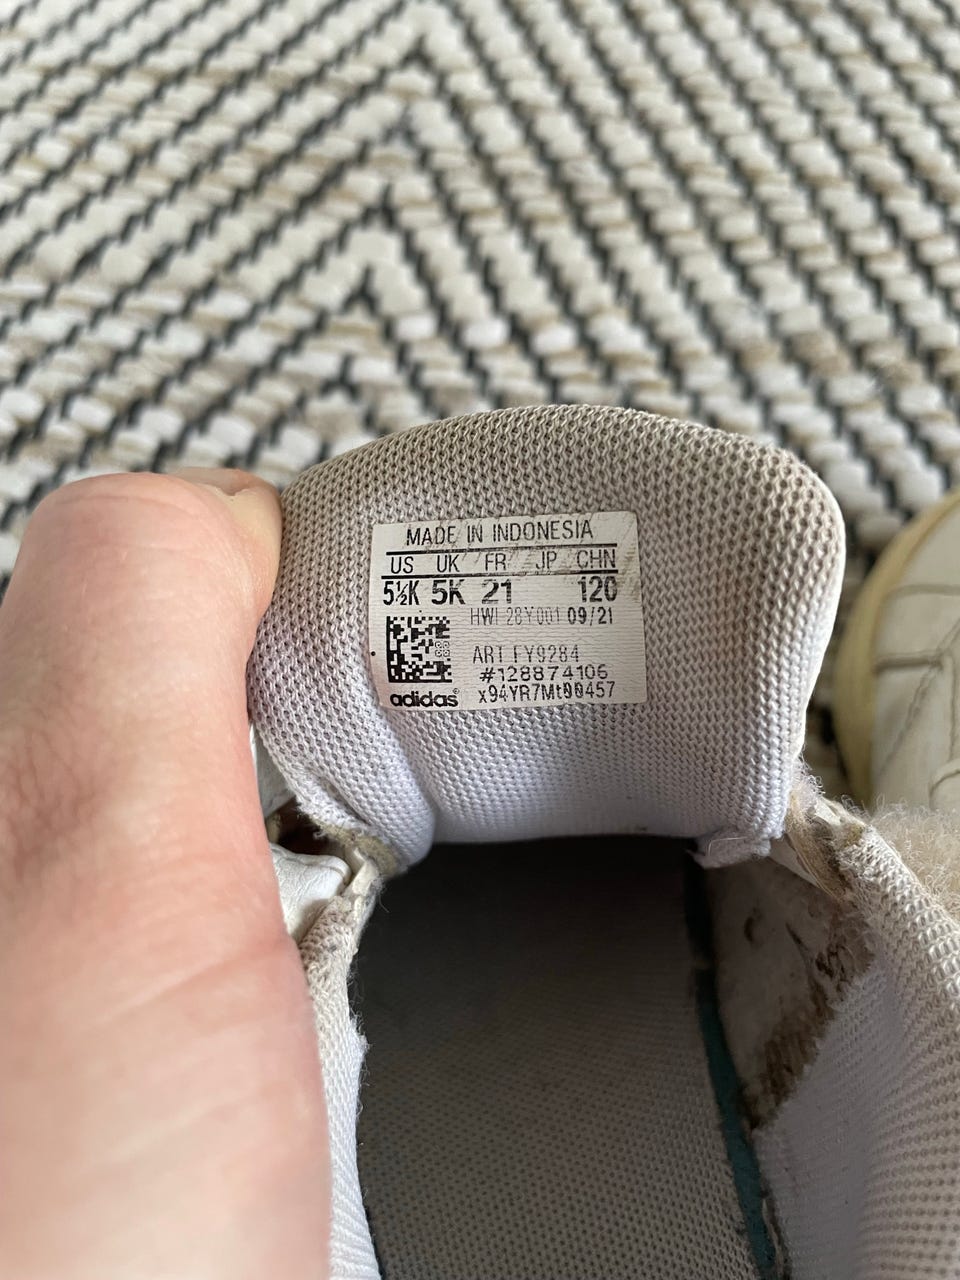 MADE IN INDONESIA
US UK FR JP CHN
5½K 5K 21 120
HWI 28Y001 09/21
ART FY9284
#128874106
adidas® x94YR7Mt00457